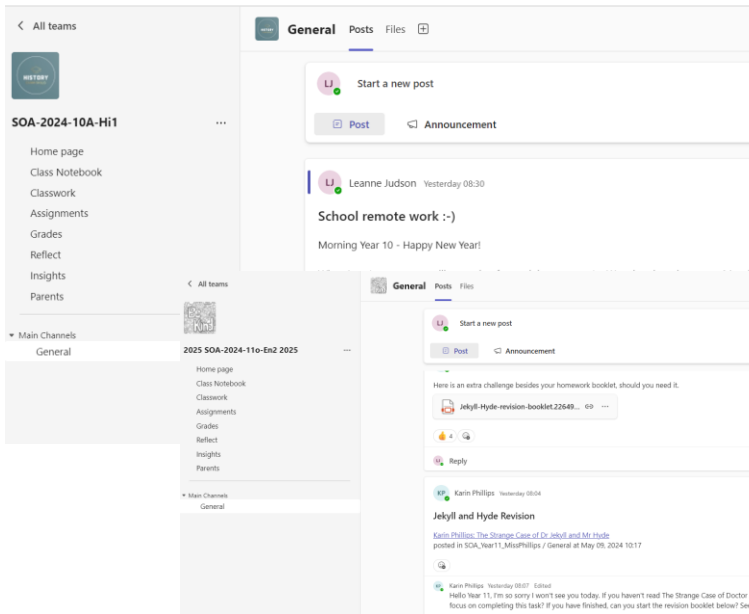 All teams
HISTORY
SOA-2024-10A-Hi1
...
Home page
Class Notebook
Classwork
Assignments
Grades
Reflect
Insights
Parents
Main Channels
General
General Posts Files
LJ Start a new post
Post Announcement
LJ Leanne Judson Yesterday 08:30
School remote work :-)
Morning Year 10 - Happy New Year!
All teams
Be Kind
2025 SOA-2024-11o-En2 2025
...
Home page
Class Notebook
Classwork
Assignments
Grades
Reflect
Insights
Parents
Main Channels
General
General Posts Files
LJ Start a new post
Post Announcement
Here is an extra challenge besides your homework booklet, should you need it.
Jekyll-Hyde-revision-booklet.22649... ...
4
LJ Reply
KP Karin Phillips Yesterday 08:04
Jekyll and Hyde Revision
Karin Phillips: The Strange Case of Dr Jekyll and Mr Hyde
posted in SOA_Year11_MissPhillips / General at May 09, 2024 10:17
KP Karin Phillips Yesterday 08:07 Edited
Hello Year 11, I'm so sorry I won't see you today. If you haven't read The Strange Case of Doctor
focus on completing this task? If you have finished, can you start the revision booklet below? See